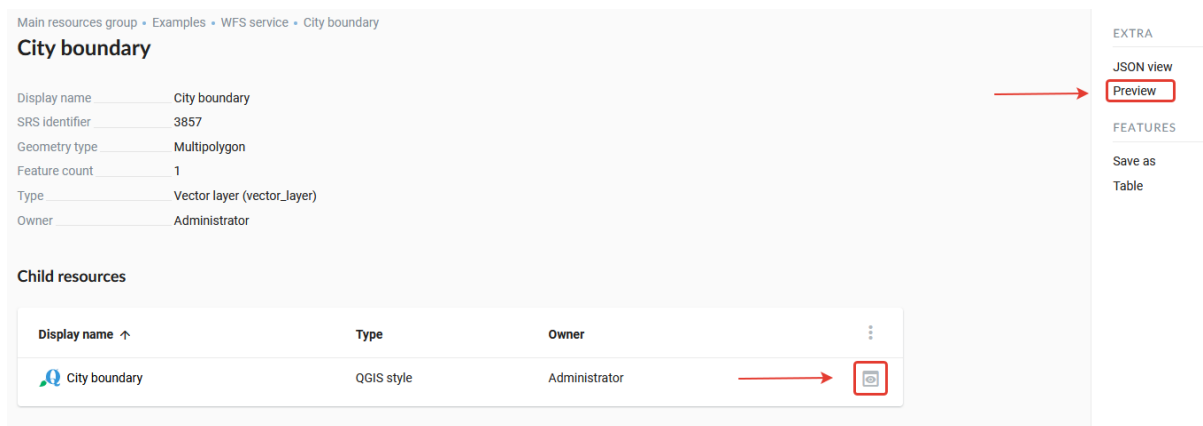 Main resources group • Examples • WFS service • City boundary
City boundary
Display name City boundary
SRS identifier 3857
Geometry type Multipolygon
Feature count 1
Type Vector layer (vector_layer)
Owner Administrator
Child resources
Display name ↑ Type Owner
City boundary QGIS style Administrator
EXTRA
JSON view
Preview
FEATURES
Save as
Table